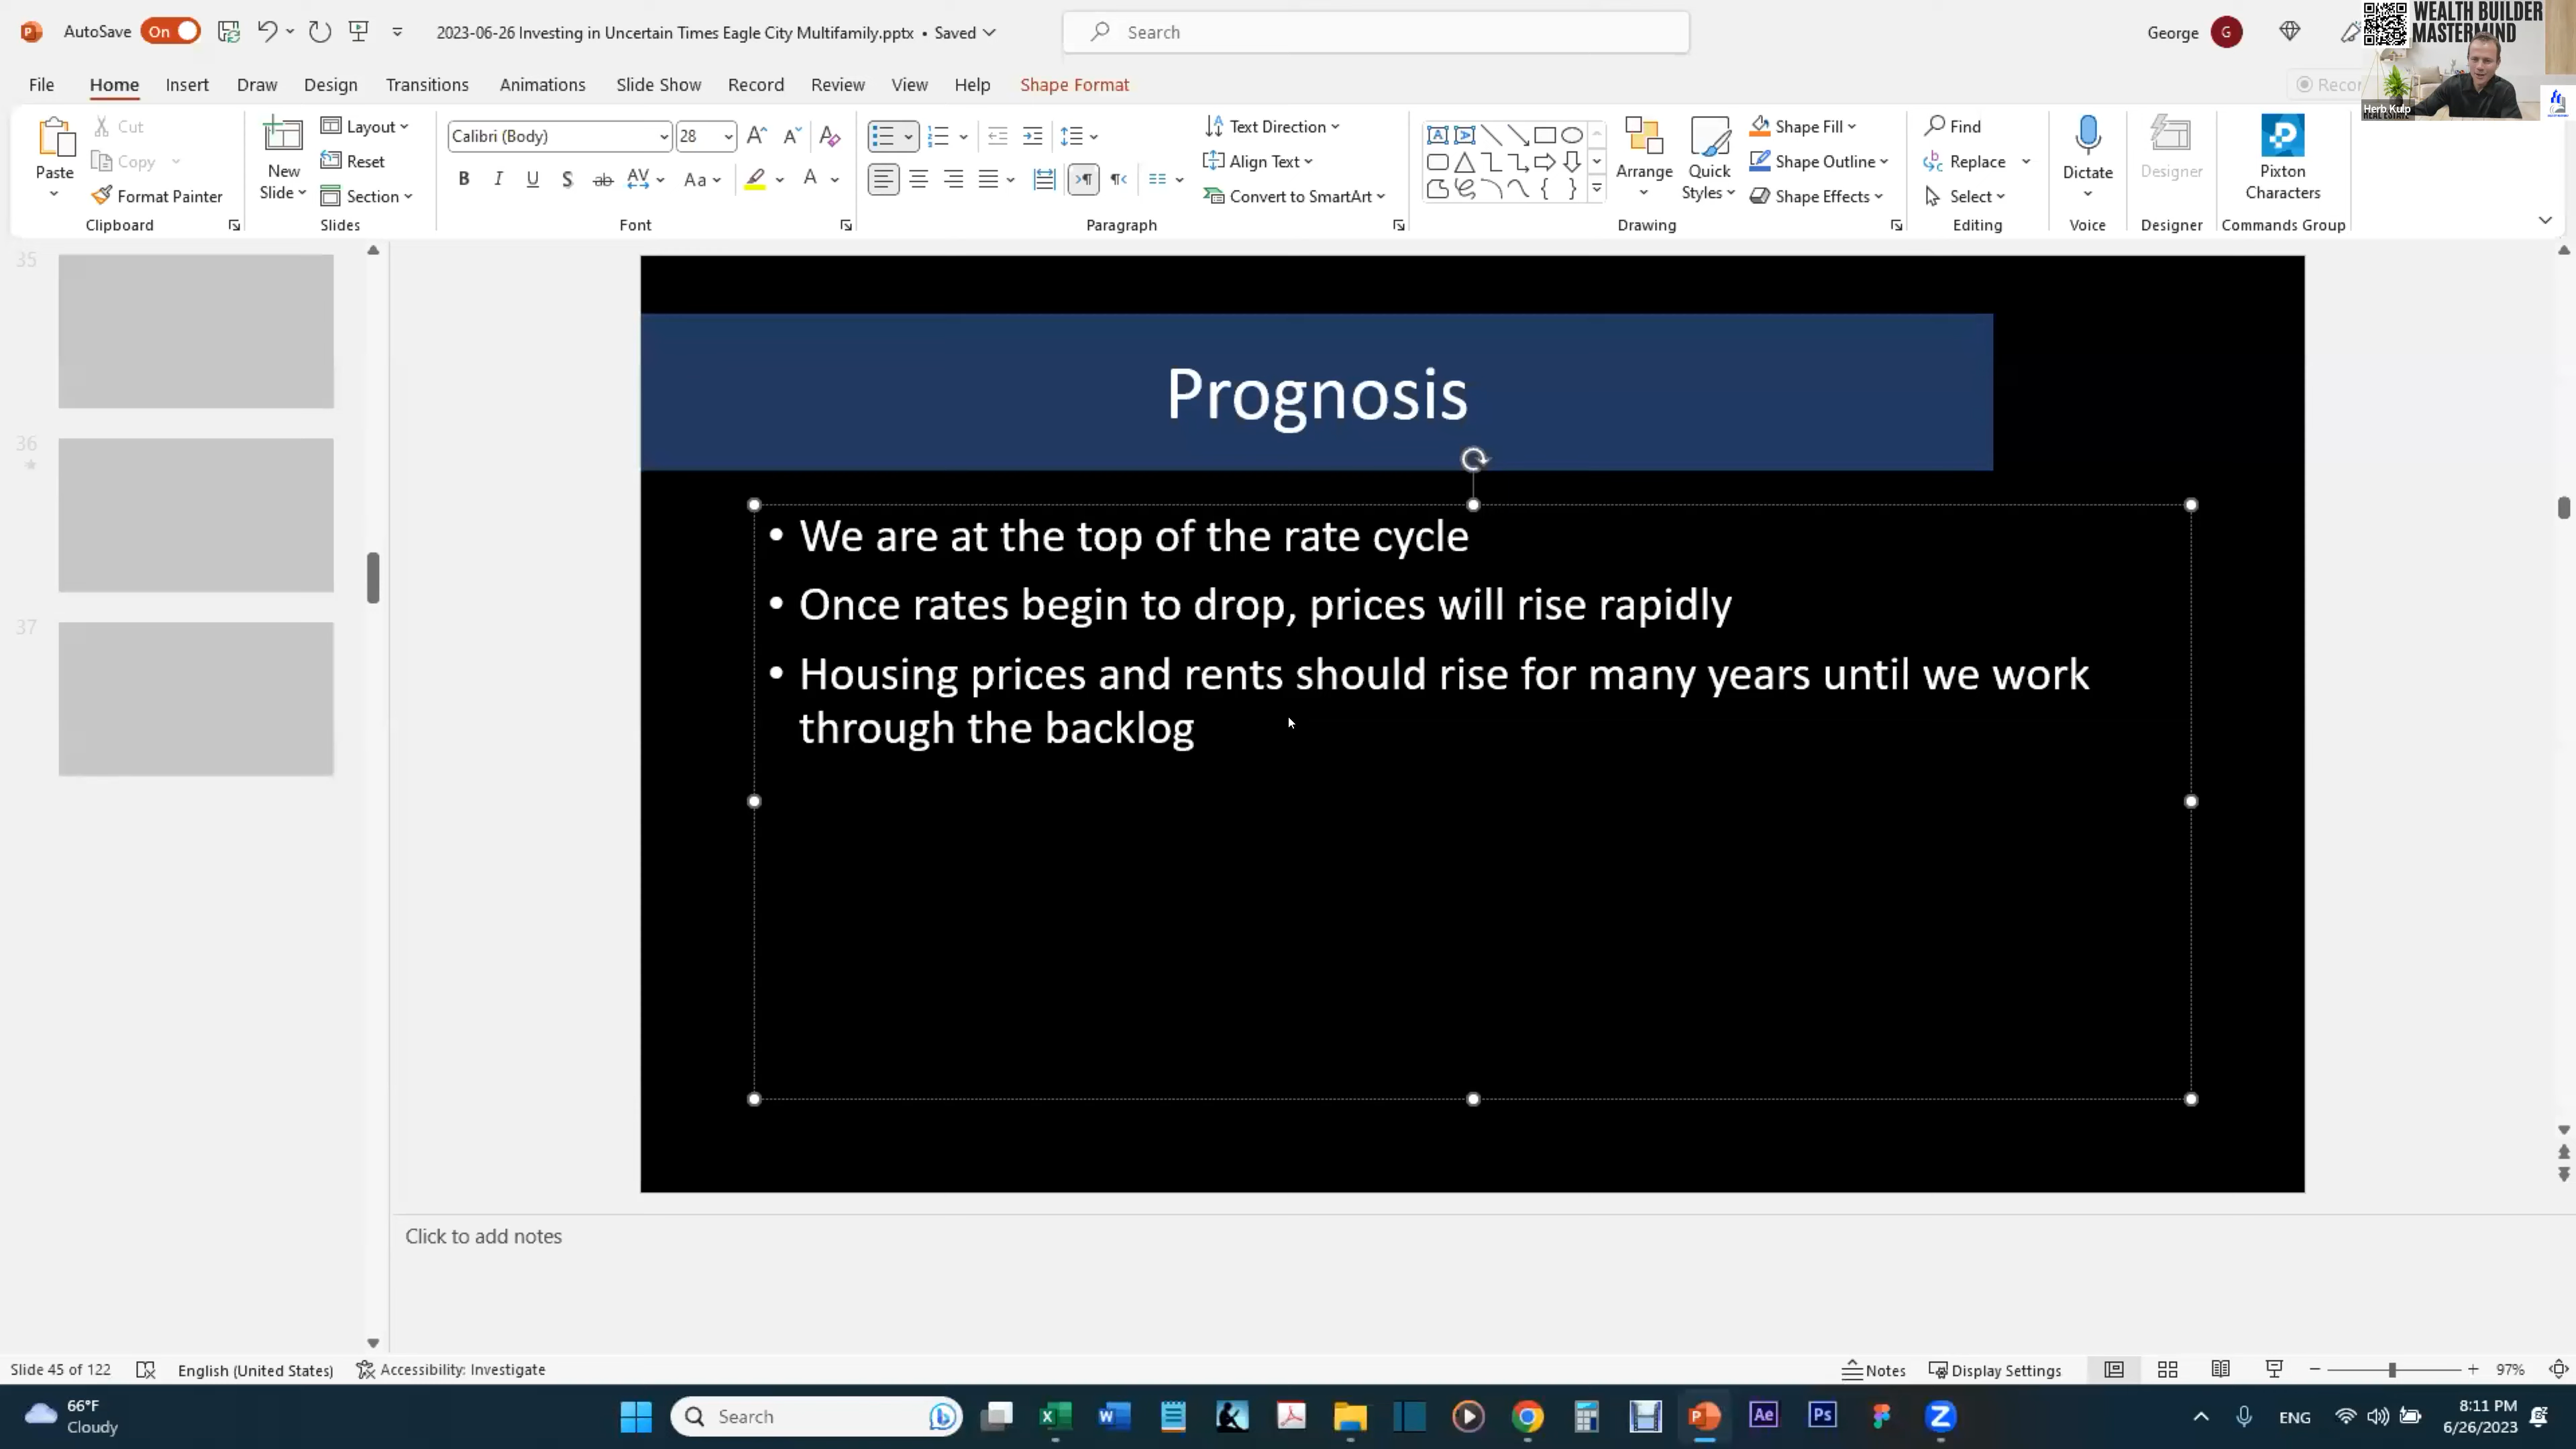 AutoSave On 2023-06-26 Investing in Uncertain Times Eagle City Multifamily.pptx • Saved Search George G
WEALTH BUILDER
MASTERMIND
Herb Kulp
REAL ESTATE
File Home Insert Draw Design Transitions Animations Slide Show Record Review View Help Shape Format
Paste
Cut
Copy
Format Painter
Clipboard
New
Slide
Layout
Reset
Section
Slides
Calibri (Body) 28
Font
Paragraph
Text Direction
Align Text
Convert to SmartArt
Arrange
Quick
Styles
Shape Fill
Shape Outline
Shape Effects
Drawing
Find
Replace
Select
Editing
Dictate
Voice
Designer
Designer
Pixton
Characters
Commands Group
35
36
37
Prognosis
• We are at the top of the rate cycle
• Once rates begin to drop, prices will rise rapidly
• Housing prices and rents should rise for many years until we work
through the backlog
Click to add notes
Slide 45 of 122 English (United States) Accessibility: Investigate Notes Display Settings 97%
66°F
Cloudy
Search
ENG
8:11 PM
6/26/2023